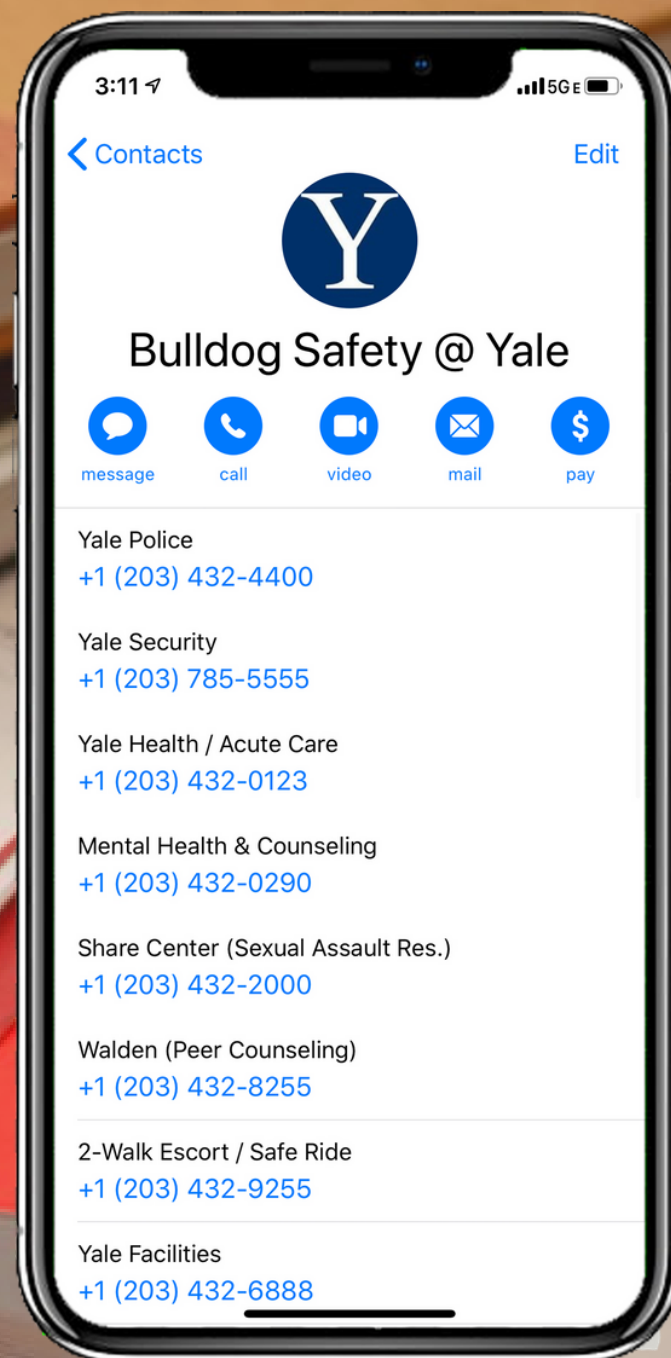 3:11
5GE
Contacts
Edit
Y
Bulldog Safety @ Yale
message call video mail pay
Yale Police
+1 (203) 432-4400
Yale Security
+1 (203) 785-5555
Yale Health / Acute Care
+1 (203) 432-0123
Mental Health & Counseling
+1 (203) 432-0290
Share Center (Sexual Assault Res.)
+1 (203) 432-2000
Walden (Peer Counseling)
+1 (203) 432-8255
2-Walk Escort / Safe Ride
+1 (203) 432-9255
Yale Facilities
+1 (203) 432-6888